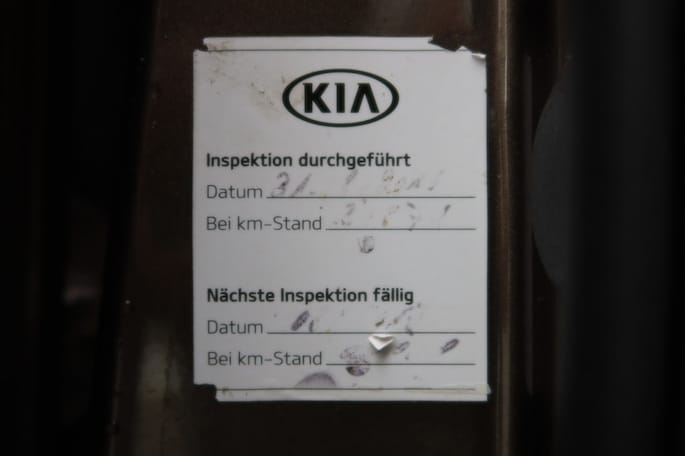 KIA
Inspektion durchgeführt
Datum
Bei km-Stand
Nächste Inspektion fällig
Datum
Bei km-Stand